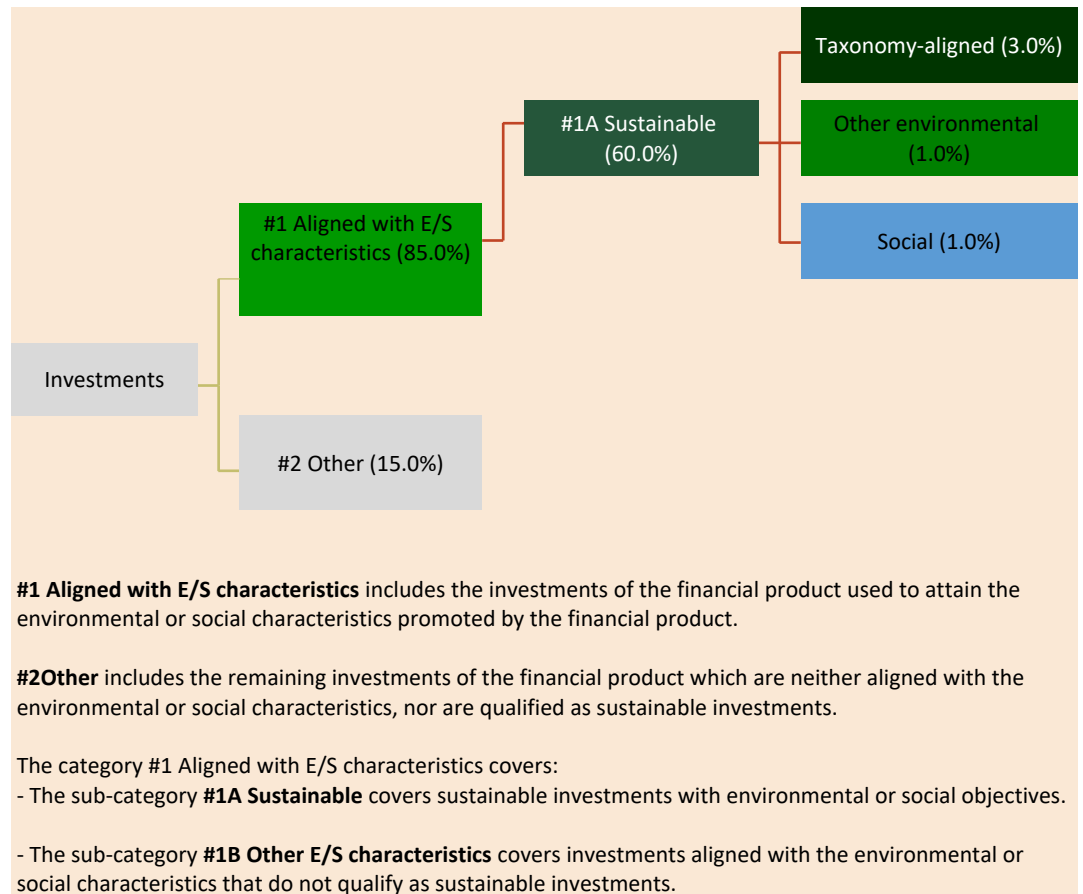 Taxonomy-aligned (3.0%)
#1A Sustainable
(60.0%)
Other environmental
(1.0%)
#1 Aligned with E/S
characteristics (85.0%)
Social (1.0%)
Investments
#2 Other (15.0%)
#1 Aligned with E/S characteristics includes the investments of the financial product used to attain the
environmental or social characteristics promoted by the financial product.
#2Other includes the remaining investments of the financial product which are neither aligned with the
environmental or social characteristics, nor are qualified as sustainable investments.
The category #1 Aligned with E/S characteristics covers:
- The sub-category #1A Sustainable covers sustainable investments with environmental or social objectives.
- The sub-category #1B Other E/S characteristics covers investments aligned with the environmental or
social characteristics that do not qualify as sustainable investments.